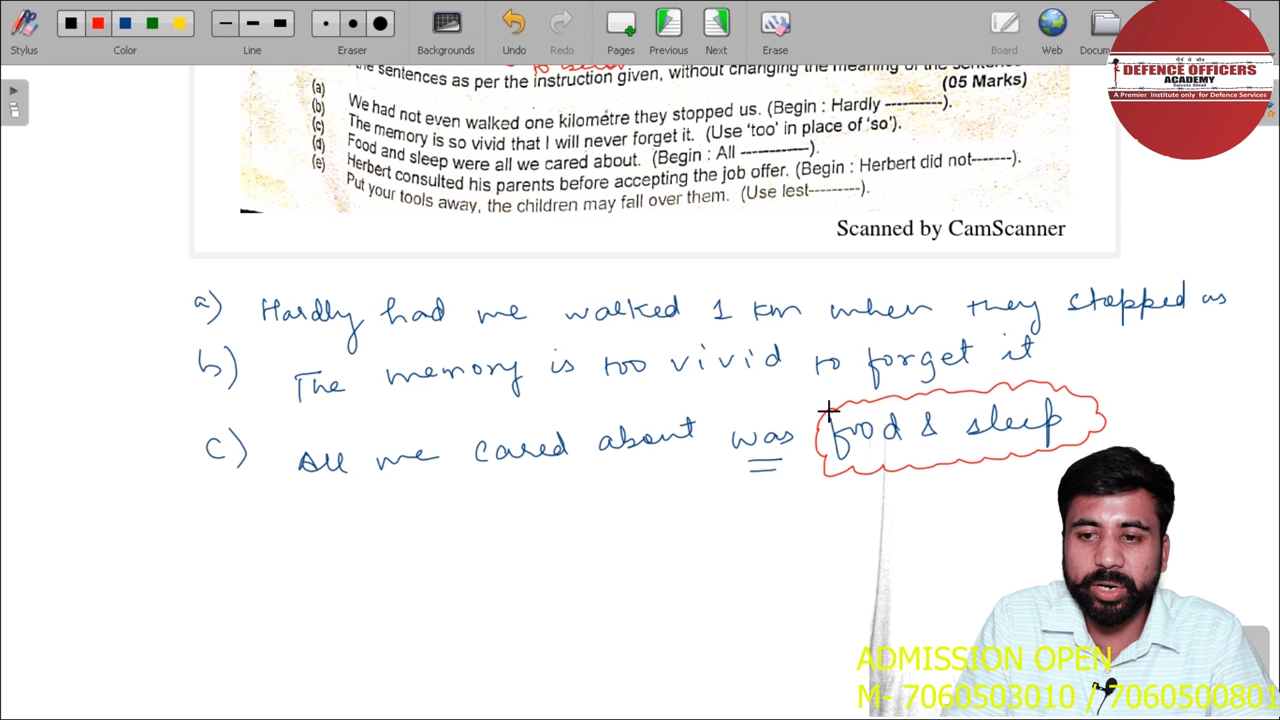 Stylus
Color
Line
Eraser
Backgrounds
Undo
Redo
Pages
Previous
Next
Erase
Board
Web
DEFENCE OFFICERS
ACADEMY
Success Ahead
A Premier Institute only for Defence Services
the sentences as per the instruction given, without changing the meaning of the
(05 Marks)
(a) We had not even walked one kilometre they stopped us. (Begin : Hardly ----------).
(b) The memory is so vivid that I will never forget it. (Use 'too' in place of 'so').
(c) Food and sleep were all we cared about. (Begin : All -----------).
(d) Herbert consulted his parents before accepting the job offer. (Begin : Herbert did not-------).
(e) Put your tools away, the children may fall over them. (Use lest---------).
Scanned by CamScanner
a) Hardly had we walked 1 km when they stopped us
b) The memory is too vivid to forget it
c) All we cared about was food & sleep
ADMISSION OPEN
M- 7060503010 / 7060500801